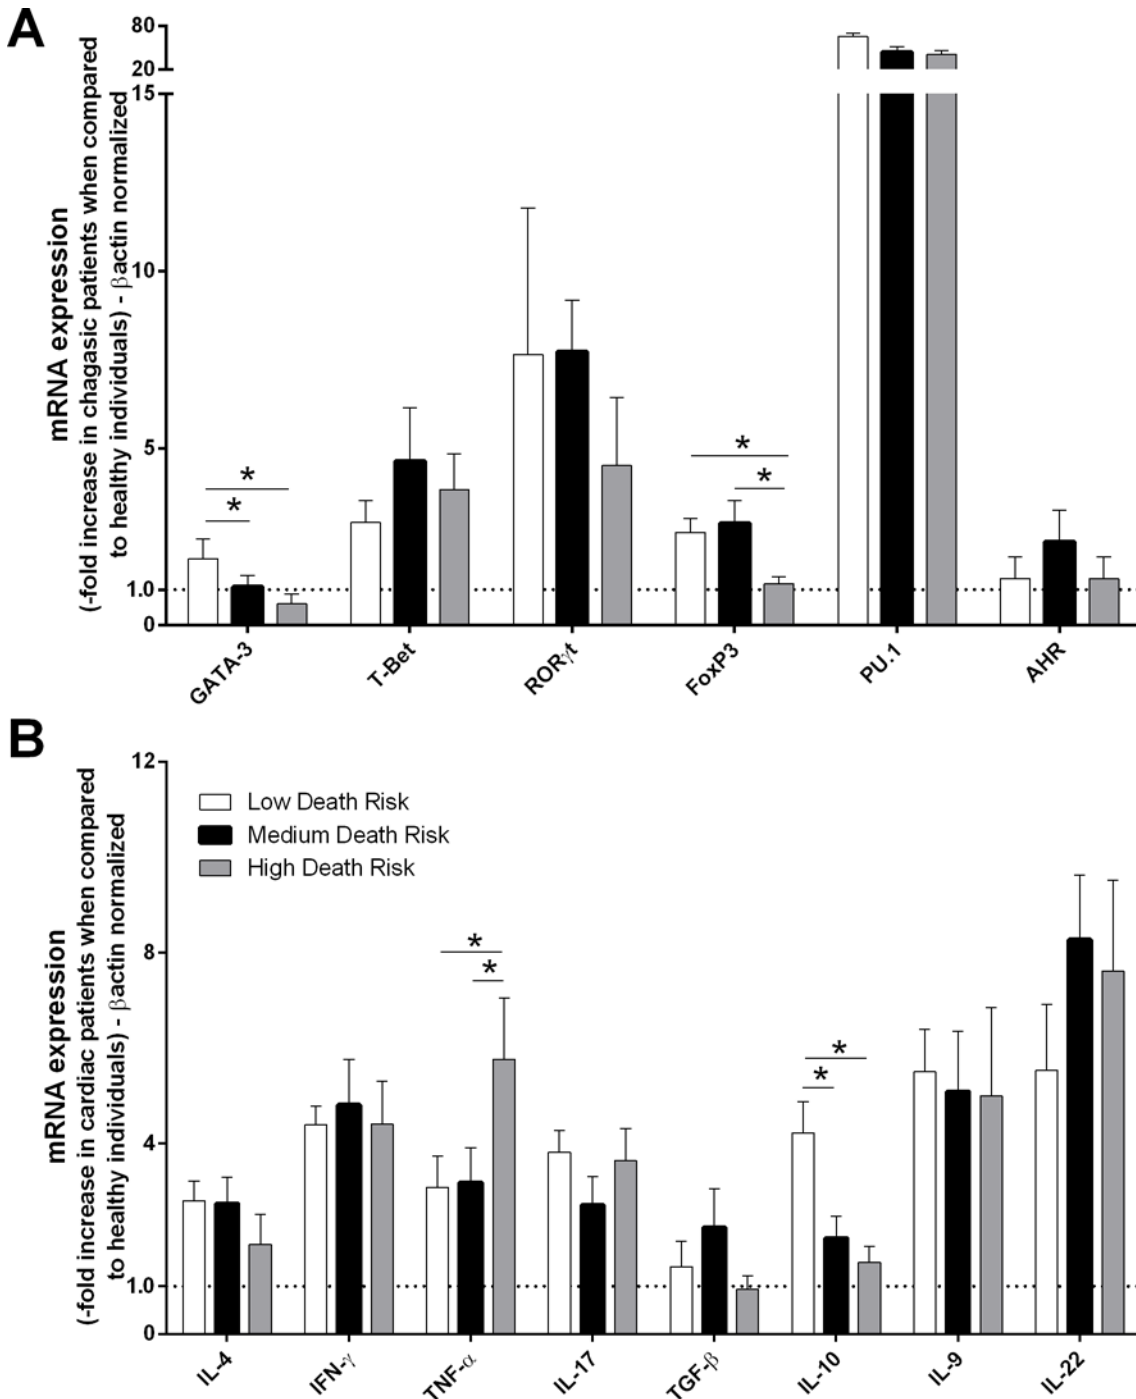 A
mRNA expression
(-fold increase in chagasic patients when compared
to healthy individuals) - βactin normalized
80
20
15
10
5
1.0
0
*
*
*
*
GATA-3
T-Bet
RORγt
FoxP3
PU.1
AHR
B
mRNA expression
(-fold increase in cardiac patients when compared
to healthy individuals) - βactin normalized
12
8
4
1.0
0
Low Death Risk
Medium Death Risk
High Death Risk
*
*
*
*
IL-4
IFN-γ
TNF-α
IL-17
TGF-β
IL-10
IL-9
IL-22